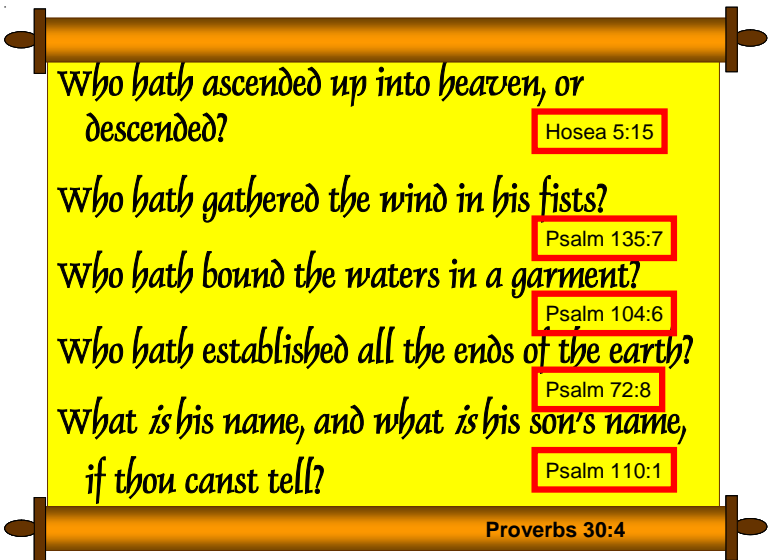 Who hath ascended up into heaven, or
descended?
Hosea 5:15
Who hath gathered the wind in his fists?
Psalm 135:7
Who hath bound the waters in a garment?
Psalm 104:6
Who hath established all the ends of the earth?
Psalm 72:8
What is his name, and what is his son's name,
if thou canst tell?
Psalm 110:1
Proverbs 30:4